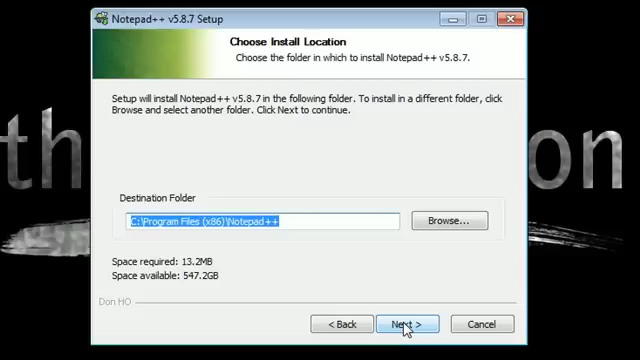 Notepad++ v5.8.7 Setup
Choose Install Location
Choose the folder in which to install Notepad++ v5.8.7.
Setup will install Notepad++ v5.8.7 in the following folder. To install in a different folder, click
Browse and select another folder. Click Next to continue.
Destination Folder
C:\Program Files (x86)\Notepad++
Browse...
Space required: 13.2MB
Space available: 547.2GB
Don HO
< Back
Next >
Cancel
th
on